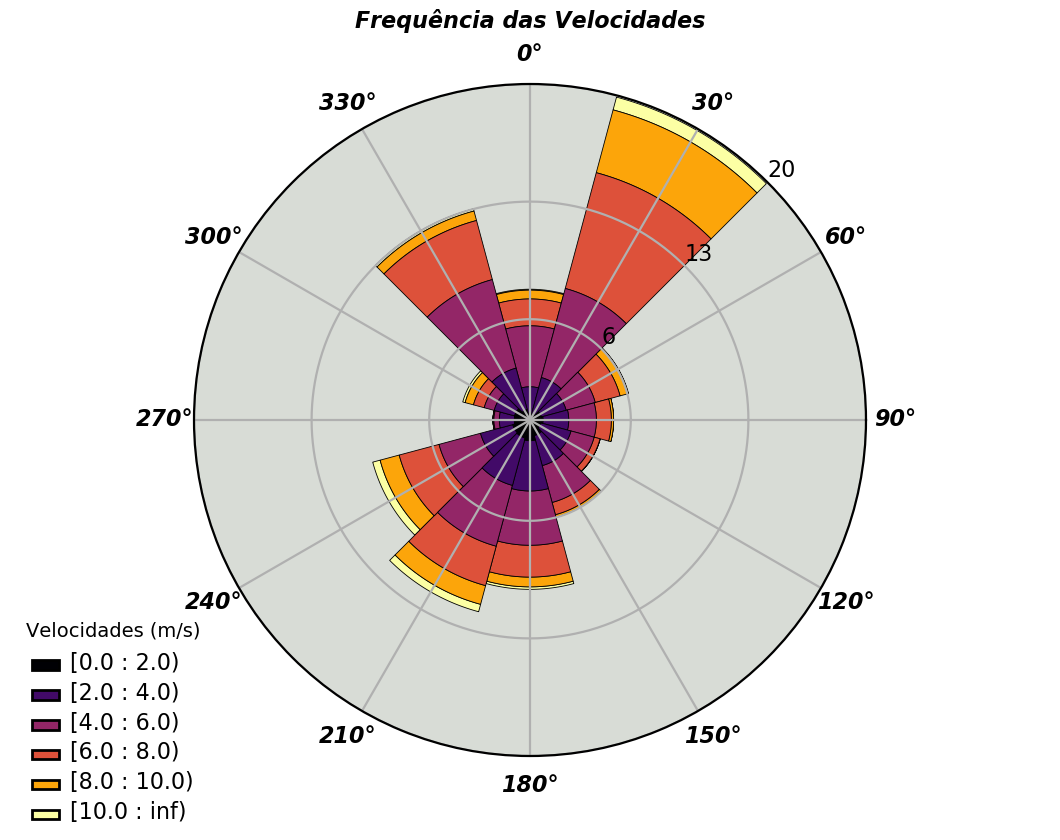 Frequência das Velocidades
0°
330°
30°
20
300°
60°
13
6
270°
90°
240°
120°
210°
150°
180°
Velocidades (m/s)
[0.0 : 2.0)
[2.0 : 4.0)
[4.0 : 6.0)
[6.0 : 8.0)
[8.0 : 10.0)
[10.0 : inf)